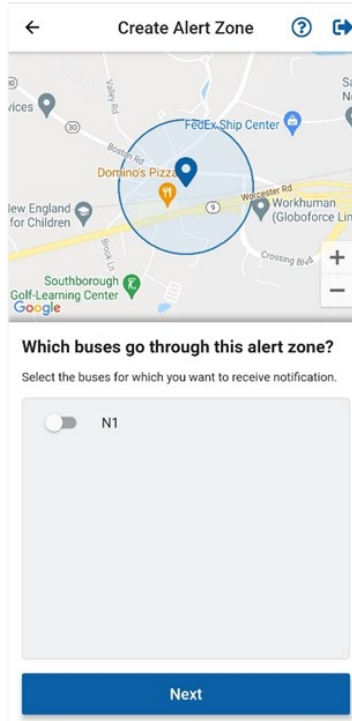 Create Alert Zone
Valley Rd
vices
30
FedEx Ship Center
Boston Rd
Domino's Pizza
Worcester Rd
9
Workhuman
(Globoforce Lin
New England
for Children
Brook Ln
Crossing Blvd
+
Southborough
Golf-Learning Center
−
Google
Which buses go through this alert zone?
Select the buses for which you want to receive notification.
N1
Next